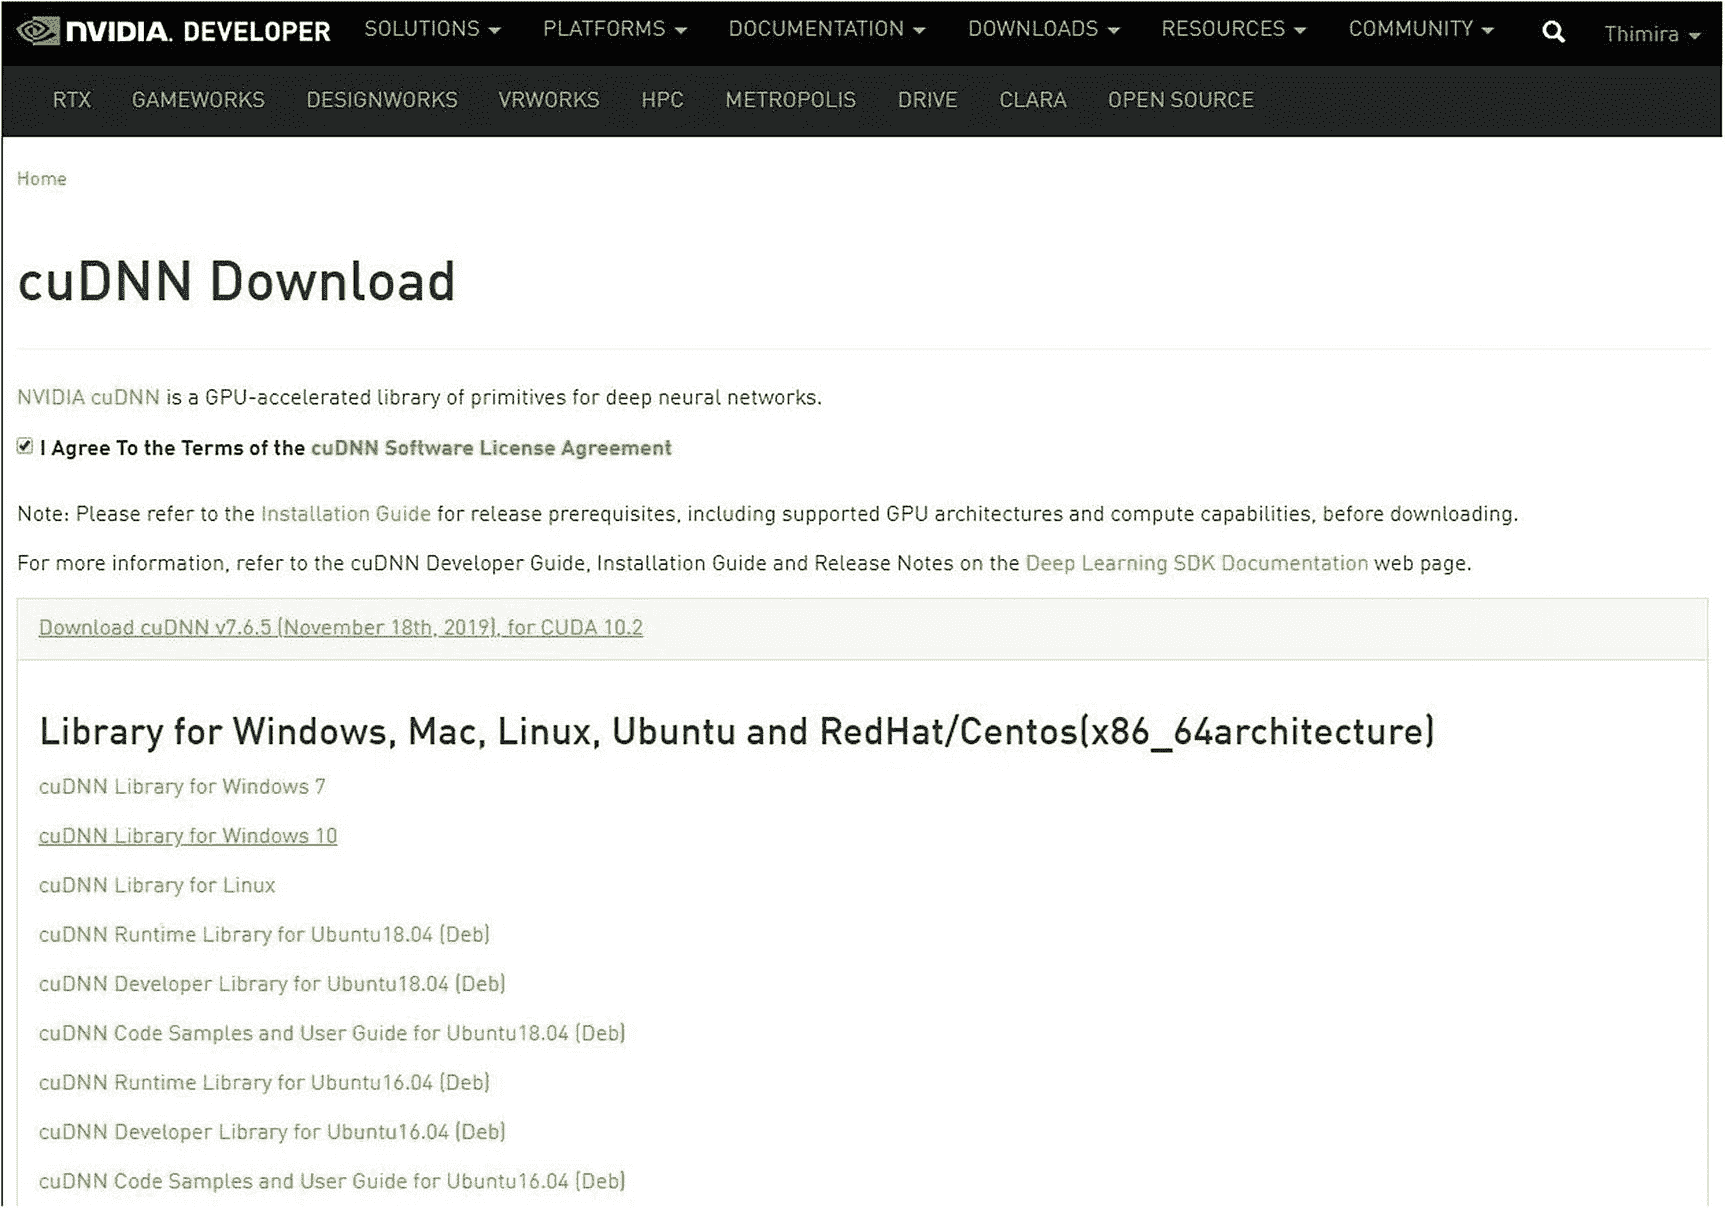 NVIDIA. DEVELOPER SOLUTIONS PLATFORMS DOCUMENTATION DOWNLOADS RESOURCES COMMUNITY Thimira
RTX GAMEWORKS DESIGNWORKS VRWORKS HPC METROPOLIS DRIVE CLARA OPEN SOURCE
Home
cuDNN Download
NVIDIA cuDNN is a GPU-accelerated library of primitives for deep neural networks.
I Agree To the Terms of the cuDNN Software License Agreement
Note: Please refer to the Installation Guide for release prerequisites, including supported GPU architectures and compute capabilities, before downloading.
For more information, refer to the cuDNN Developer Guide, Installation Guide and Release Notes on the Deep Learning SDK Documentation web page.
Download cuDNN v7.6.5 (November 18th, 2019), for CUDA 10.2
Library for Windows, Mac, Linux, Ubuntu and RedHat/Centos(x86_64architecture)
cuDNN Library for Windows 7
cuDNN Library for Windows 10
cuDNN Library for Linux
cuDNN Runtime Library for Ubuntu18.04 (Deb)
cuDNN Developer Library for Ubuntu18.04 (Deb)
cuDNN Code Samples and User Guide for Ubuntu18.04 (Deb)
cuDNN Runtime Library for Ubuntu16.04 (Deb)
cuDNN Developer Library for Ubuntu16.04 (Deb)
cuDNN Code Samples and User Guide for Ubuntu16.04 (Deb)